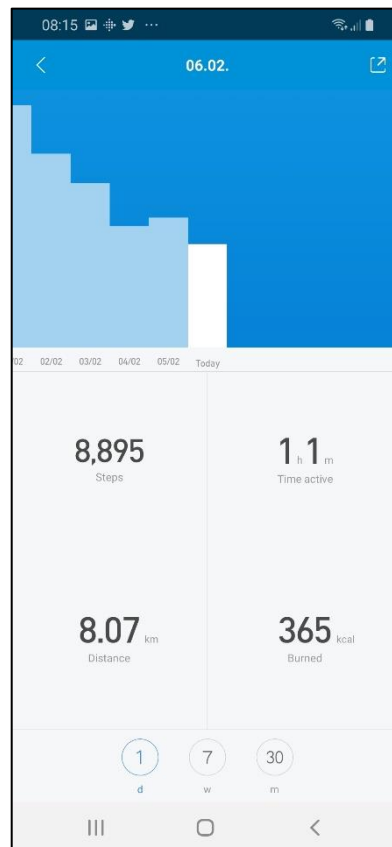 08:15
06.02.
/02 02/02 03/02 04/02 05/02 Today
8,895
Steps
1 h 1 m
Time active
8.07 km
Distance
365 kcal
Burned
1 7 30
d w m